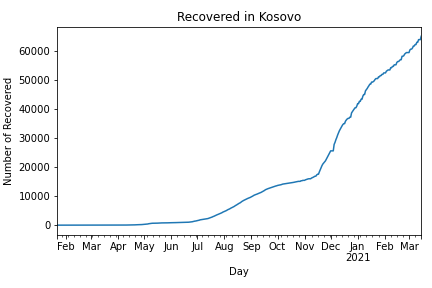 Recovered in Kosovo
Number of Recovered
60000
50000
40000
30000
20000
10000
0
Feb Mar Apr May Jun Jul Aug Sep Oct Nov Dec Jan Feb Mar
2021
Day